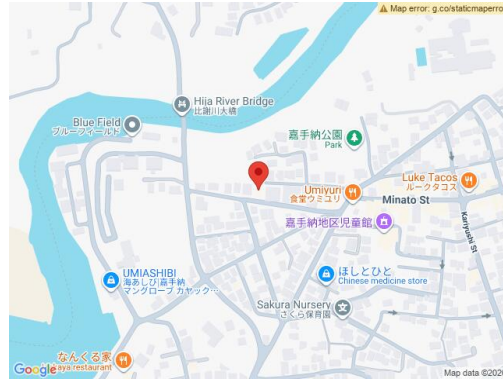 Map error: g.co/staticmaperro
Hija River Bridge
比謝川大橋
Blue Field
ブルーフィールド
嘉手納公園
Park
Luke Tacos
ルークタコス
Umiyuri
食堂ウミユリ
Minato St
嘉手納地区児童館
Kariyushi St
UMIASHIBI
海あしび|嘉手納
マングローブ カヤック…
ほしとひと
Chinese medicine store
Sakura Nursery
さくら保育園
なんくる家
aya restaurant
Google
Map data ©202